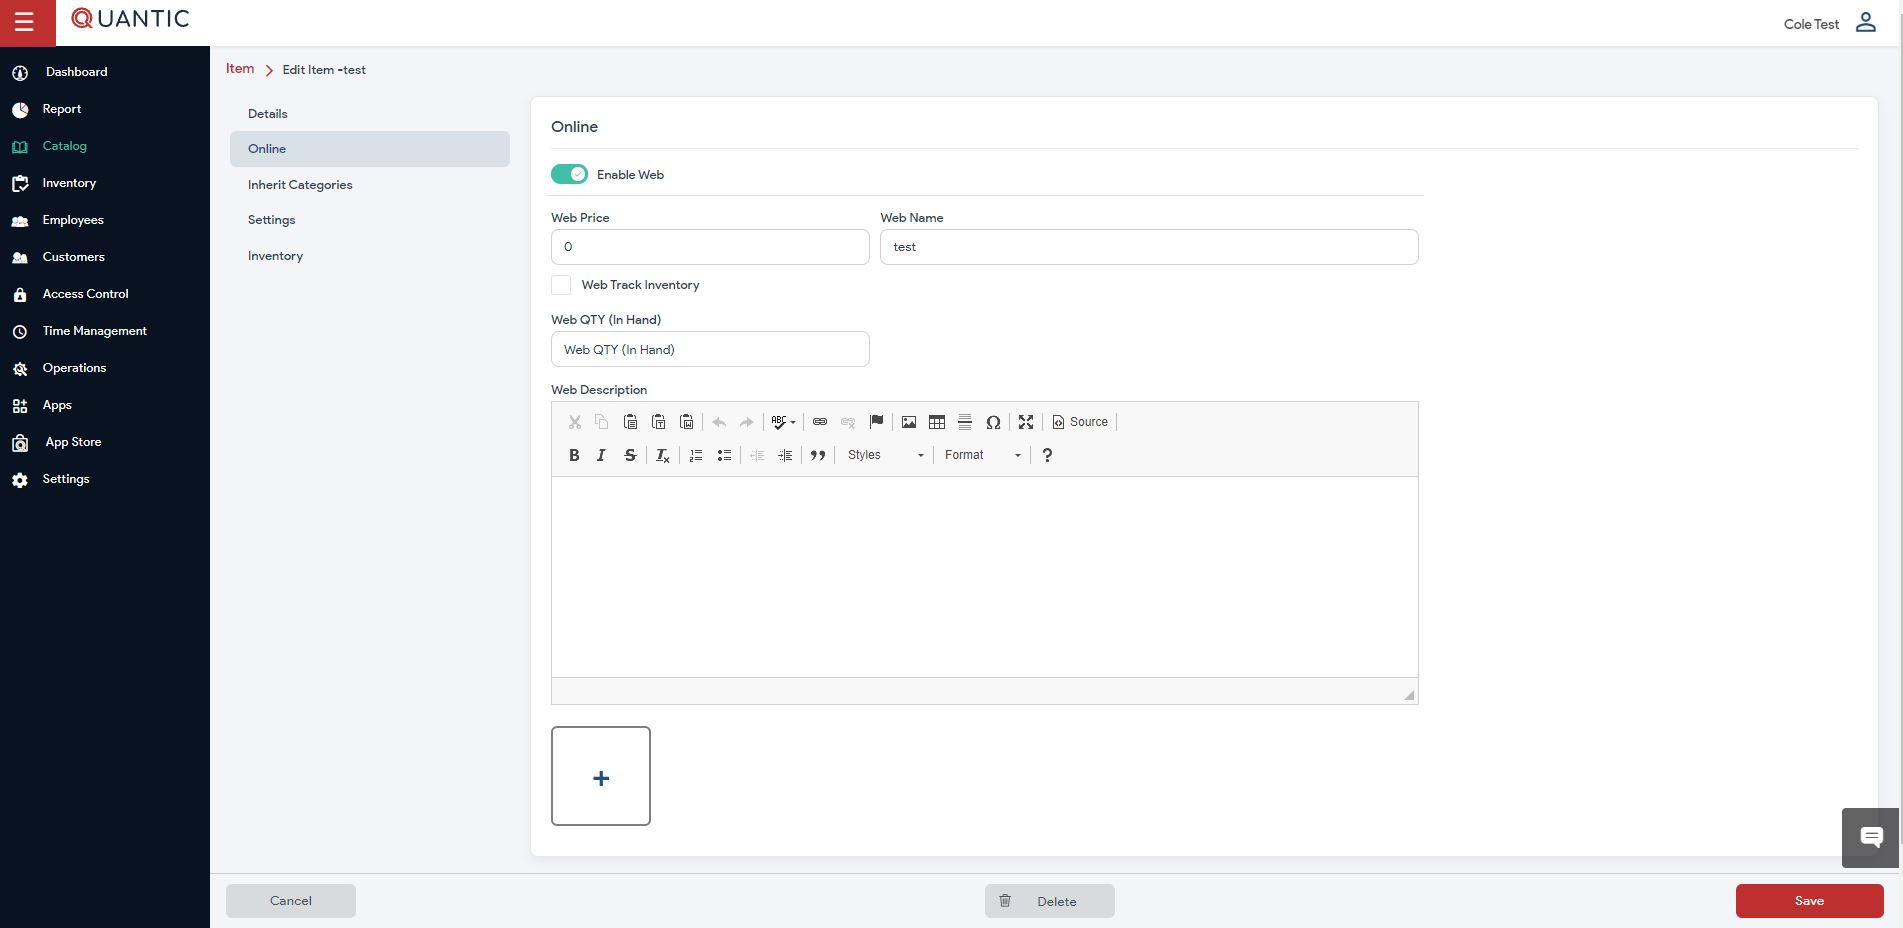 QUANTIC
Cole Test
Dashboard
Report
Catalog
Inventory
Employees
Customers
Access Control
Time Management
Operations
Apps
App Store
Settings
Item
Edit Item -test
Details
Online
Inherit Categories
Settings
Inventory
Online
Enable Web
Web Price
Web Name
0
test
Web Track Inventory
Web QTY (In Hand)
Web QTY (In Hand)
Web Description
ABC
Source
B I S Tx
Styles
Format
?
+
Cancel
Delete
Save